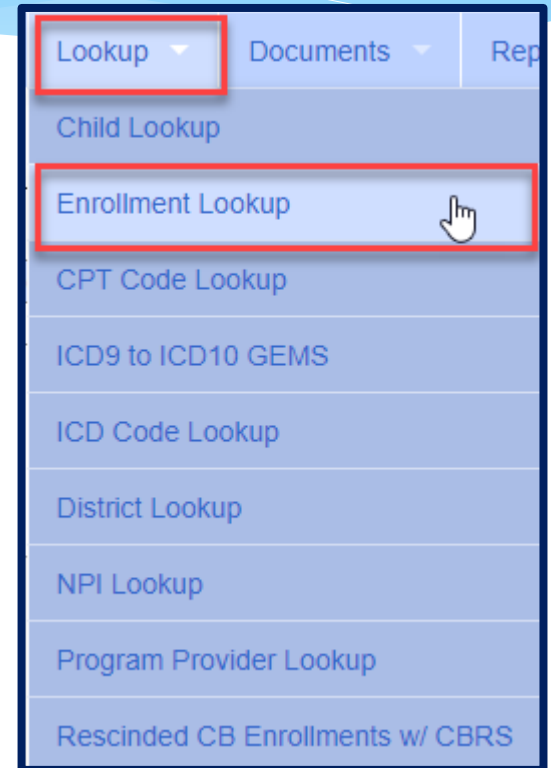 Lookup Documents Rep
Child Lookup
Enrollment Lookup
CPT Code Lookup
ICD9 to ICD10 GEMS
ICD Code Lookup
District Lookup
NPI Lookup
Program Provider Lookup
Rescinded CB Enrollments w/ CBRS